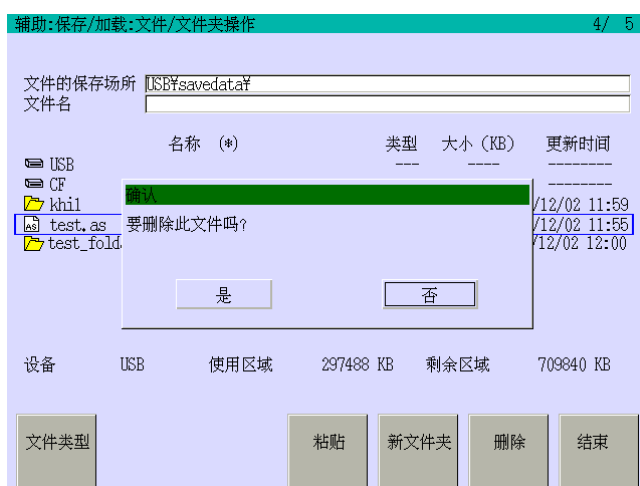 辅助:保存/加载:文件/文件夹操作 4/ 5
文件的保存场所 USB¥savedata¥
文件名
名称 (*) 类型 大小 (KB) 更新时间
USB --- ---- --------
CF --------
khi1 /12/02 11:59
test.as /12/02 11:55
test_fold /12/02 12:00
确认
要删除此文件吗?
是 否
设备 USB 使用区域 297488 KB 剩余区域 709840 KB
文件类型 粘贴 新文件夹 删除 结束